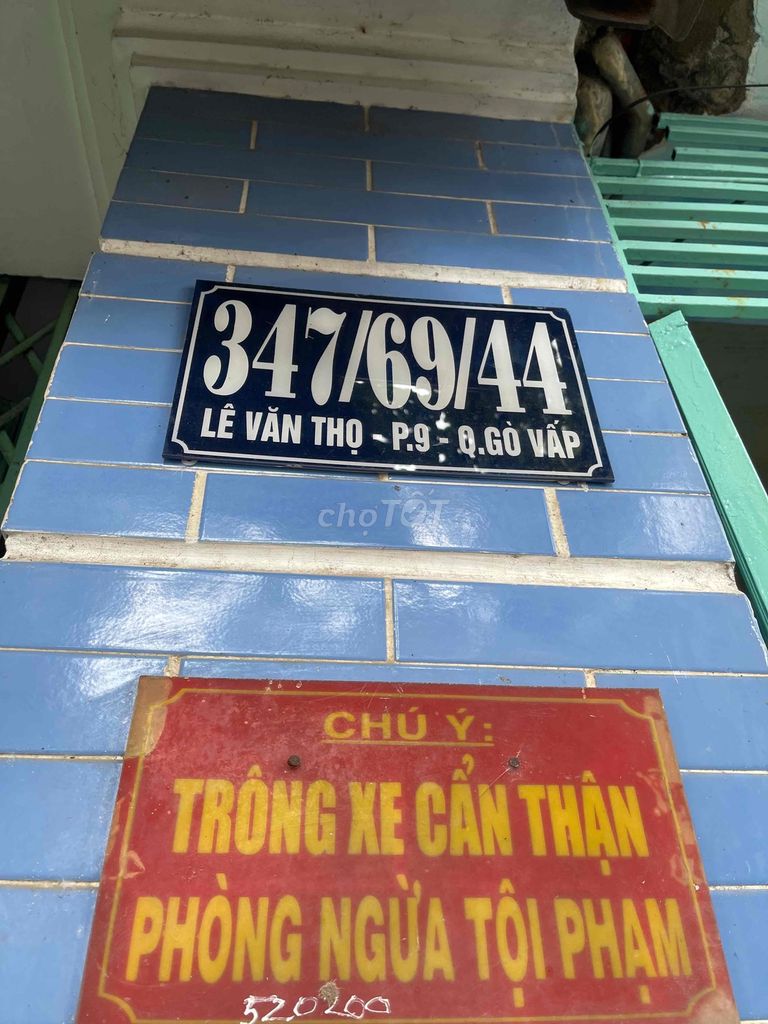 347/69/44
LÊ VĂN THỌ - P.9 - Q.GÒ VẤP
chợTỐT
CHÚ Ý:
TRÔNG XE CẨN THẬN
PHÒNG NGỪA TỘI PHẠM
520200